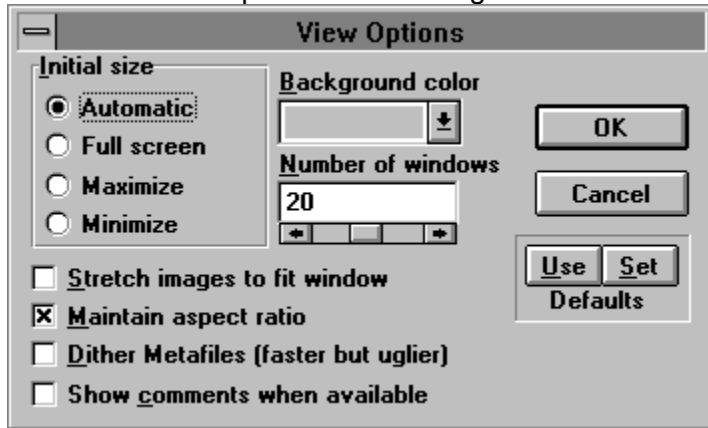 View Options
Initial size
Automatic
Full screen
Maximize
Minimize
Background color
Number of windows
20
OK
Cancel
Use Set
Defaults
Stretch images to fit window
Maintain aspect ratio
Dither Metafiles (faster but uglier)
Show comments when available